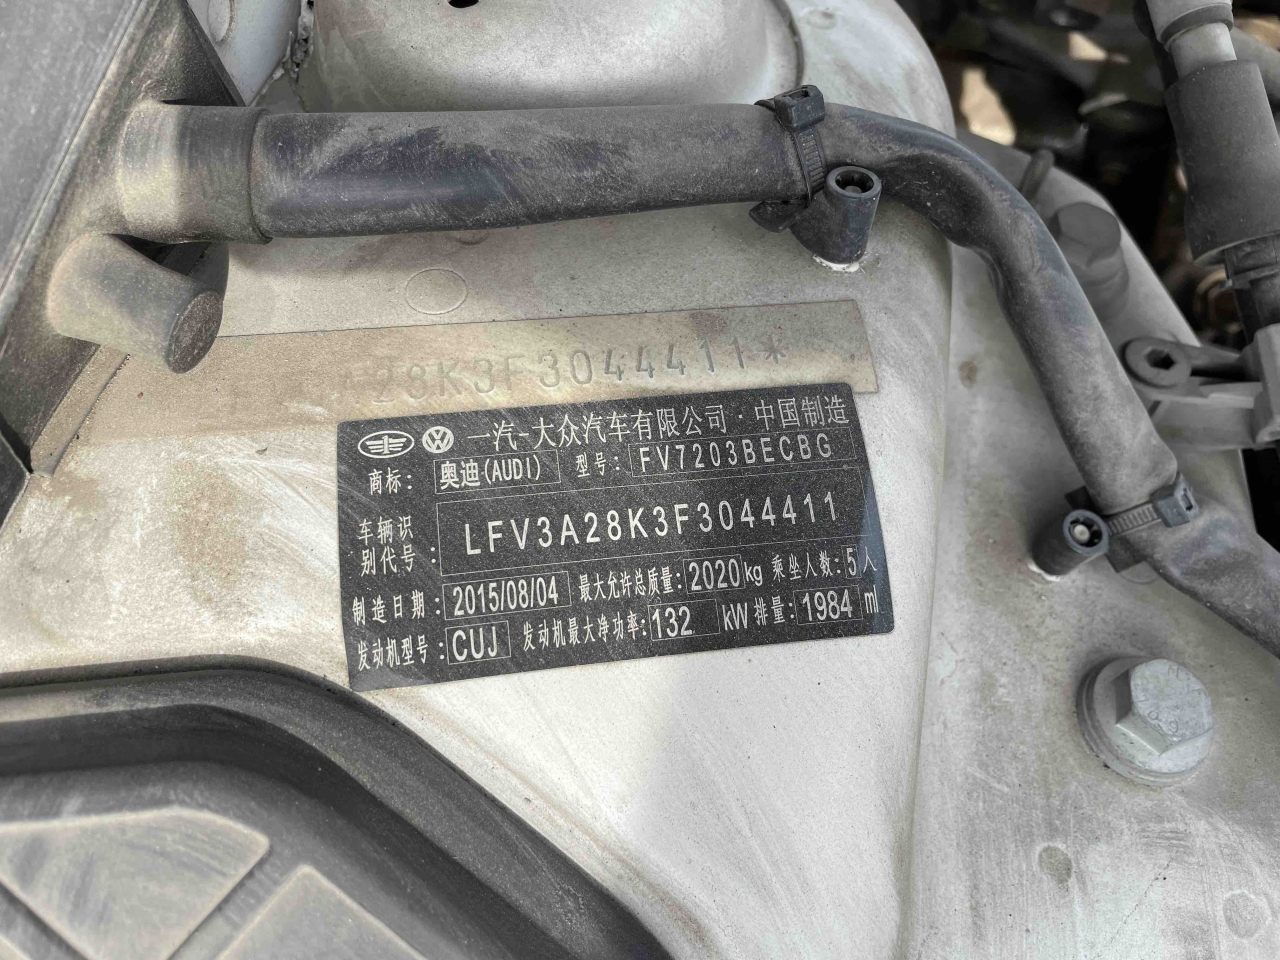 A28K3F3044411*
一汽-大众汽车有限公司·中国制造
商标: 奥迪(AUDI) 型号: FV7203BECBG
车辆识别代号: LFV3A28K3F3044411
制造日期: 2015/08/04 最大允许总质量: 2020 kg 乘坐人数: 5 人
发动机型号: CUJ 发动机最大净功率: 132 kW 排量: 1984 ml